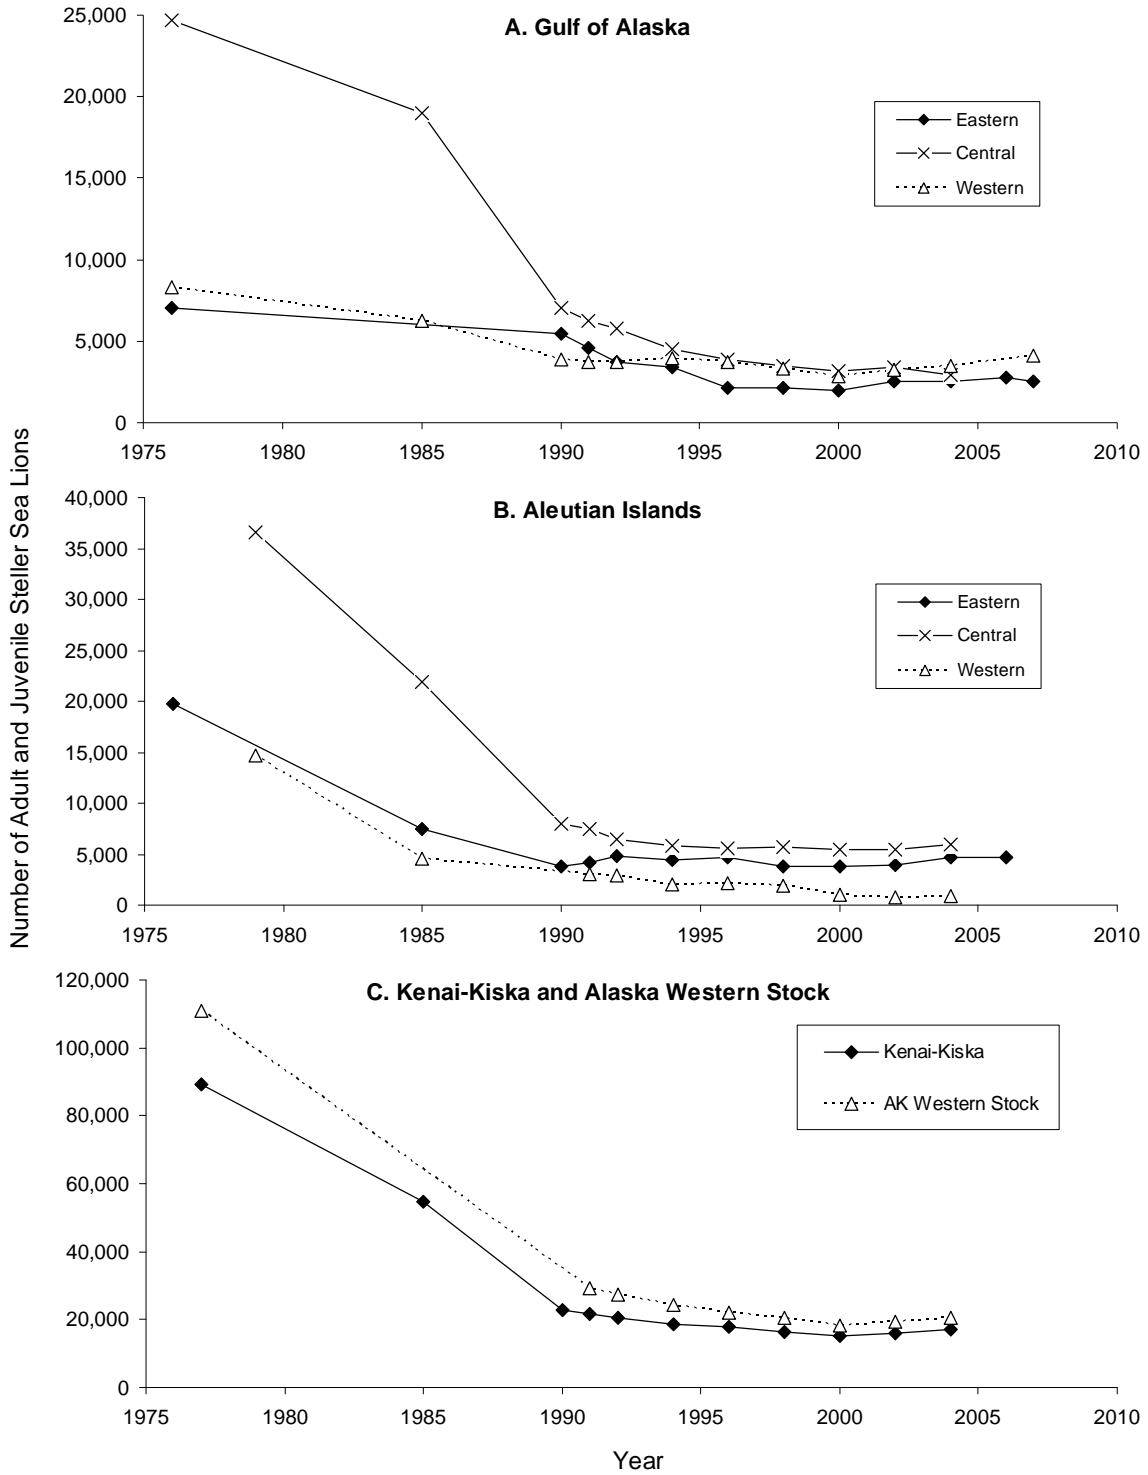 A. Gulf of Alaska
25,000
20,000
15,000
10,000
5,000
0
Eastern
Central
Western
1975 1980 1985 1990 1995 2000 2005 2010
Number of Adult and Juvenile Steller Sea Lions
B. Aleutian Islands
40,000
35,000
30,000
25,000
20,000
15,000
10,000
5,000
0
Eastern
Central
Western
1975 1980 1985 1990 1995 2000 2005 2010
C. Kenai-Kiska and Alaska Western Stock
120,000
100,000
80,000
60,000
40,000
20,000
0
Kenai-Kiska
AK Western Stock
1975 1980 1985 1990 1995 2000 2005 2010
Year